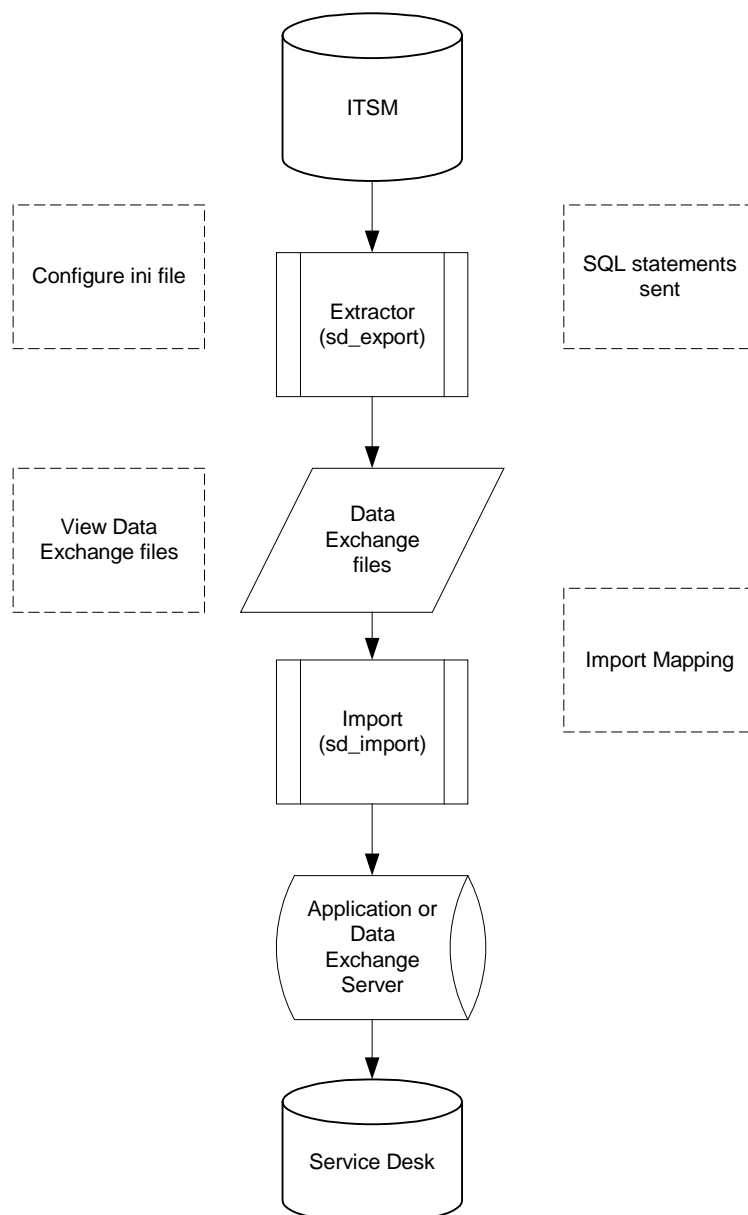 ITSM
Configure ini file
SQL statements
sent
Extractor
(sd_export)
View Data
Exchange files
Data
Exchange
files
Import Mapping
Import
(sd_import)
Application or
Data
Exchange
Server
Service Desk